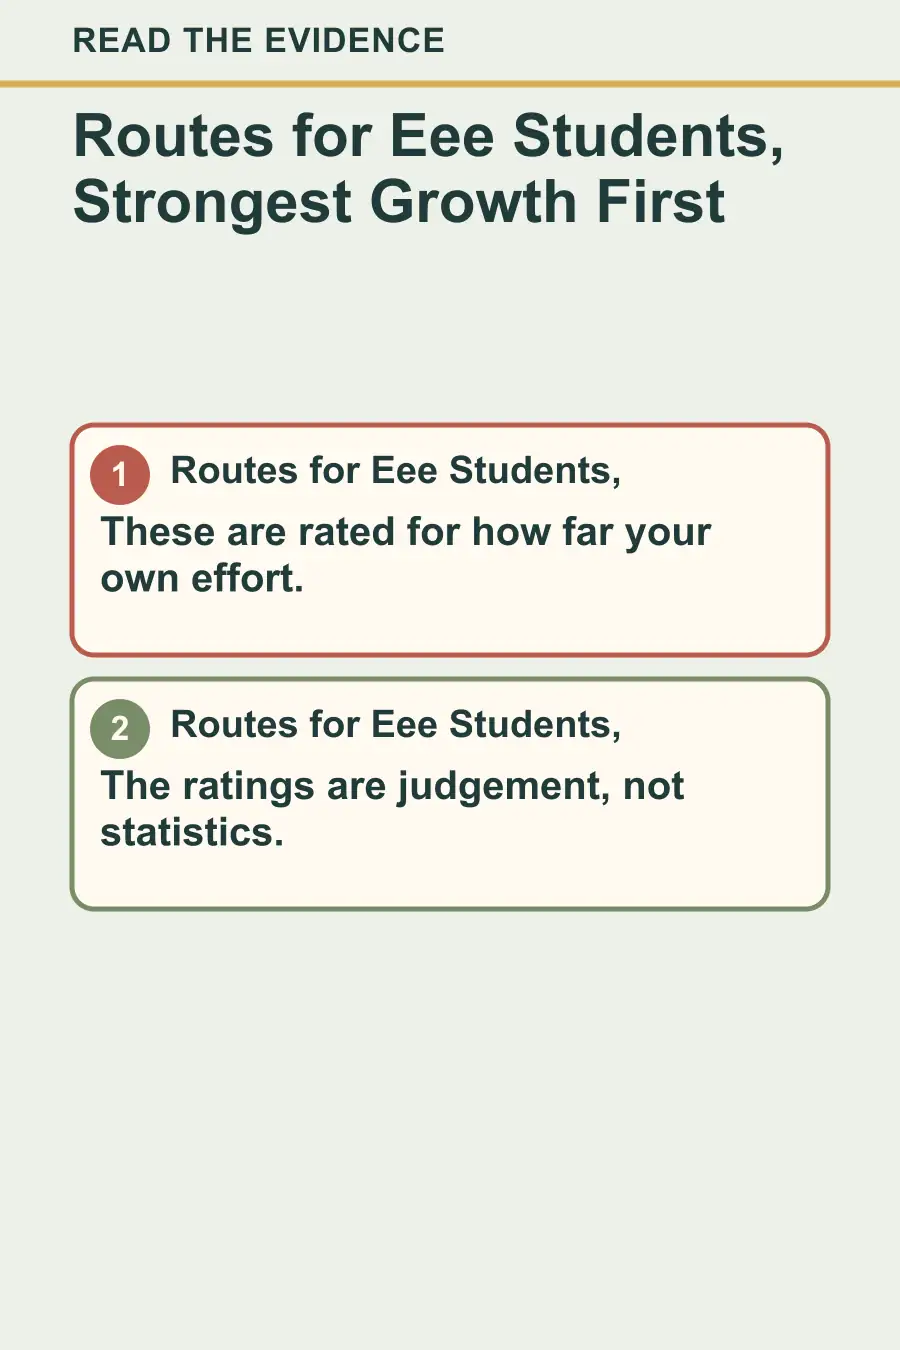 READ THE EVIDENCE
Routes for Eee Students,
Strongest Growth First
1 Routes for Eee Students,
These are rated for how far your
own effort.
2 Routes for Eee Students,
The ratings are judgement, not
statistics.